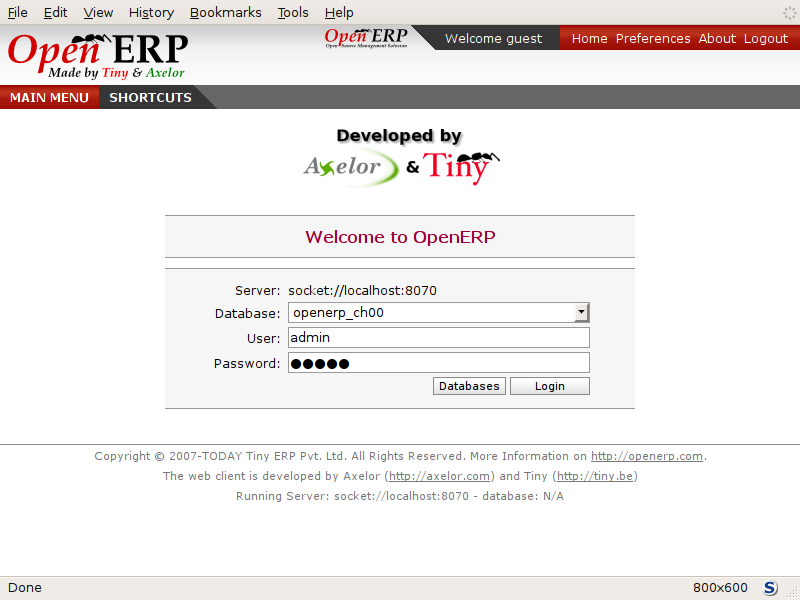 File Edit View History Bookmarks Tools Help
Open ERP
Made by Tiny & Axelor
Open ERP
Open Source Management Solution
Welcome guest
Home Preferences About Logout
MAIN MENU SHORTCUTS
Developed by
Axelor & Tiny
Welcome to OpenERP
Server: socket://localhost:8070
Database: openerp_ch00
User: admin
Password: ●●●●●
Databases Login
Copyright © 2007-TODAY Tiny ERP Pvt. Ltd. All Rights Reserved. More Information on http://openerp.com.
The web client is developed by Axelor (http://axelor.com) and Tiny (http://tiny.be)
Running Server: socket://localhost:8070 - database: N/A
Done 800x600 S